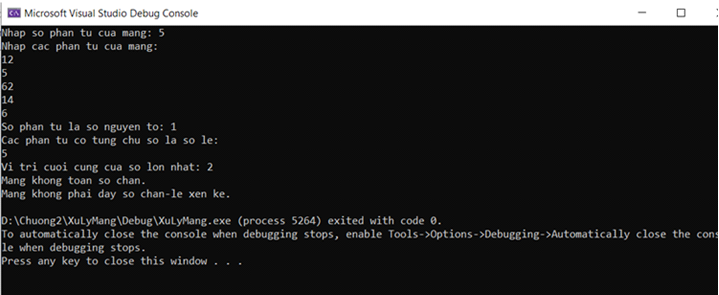 Microsoft Visual Studio Debug Console
Nhap so phan tu cua mang: 5
Nhap cac phan tu cua mang:
12
5
62
14
6
So phan tu la so nguyen to: 1
Cac phan tu co tung chu so la so le:
5
Vi tri cuoi cung cua so lon nhat: 2
Mang khong toan so chan.
Mang khong phai day so chan-le xen ke.
D:\Chuong2\XuLyMang\Debug\XuLyMang.exe (process 5264) exited with code 0.
To automatically close the console when debugging stops, enable Tools->Options->Debugging->Automatically close the cons
le when debugging stops.
Press any key to close this window . . .